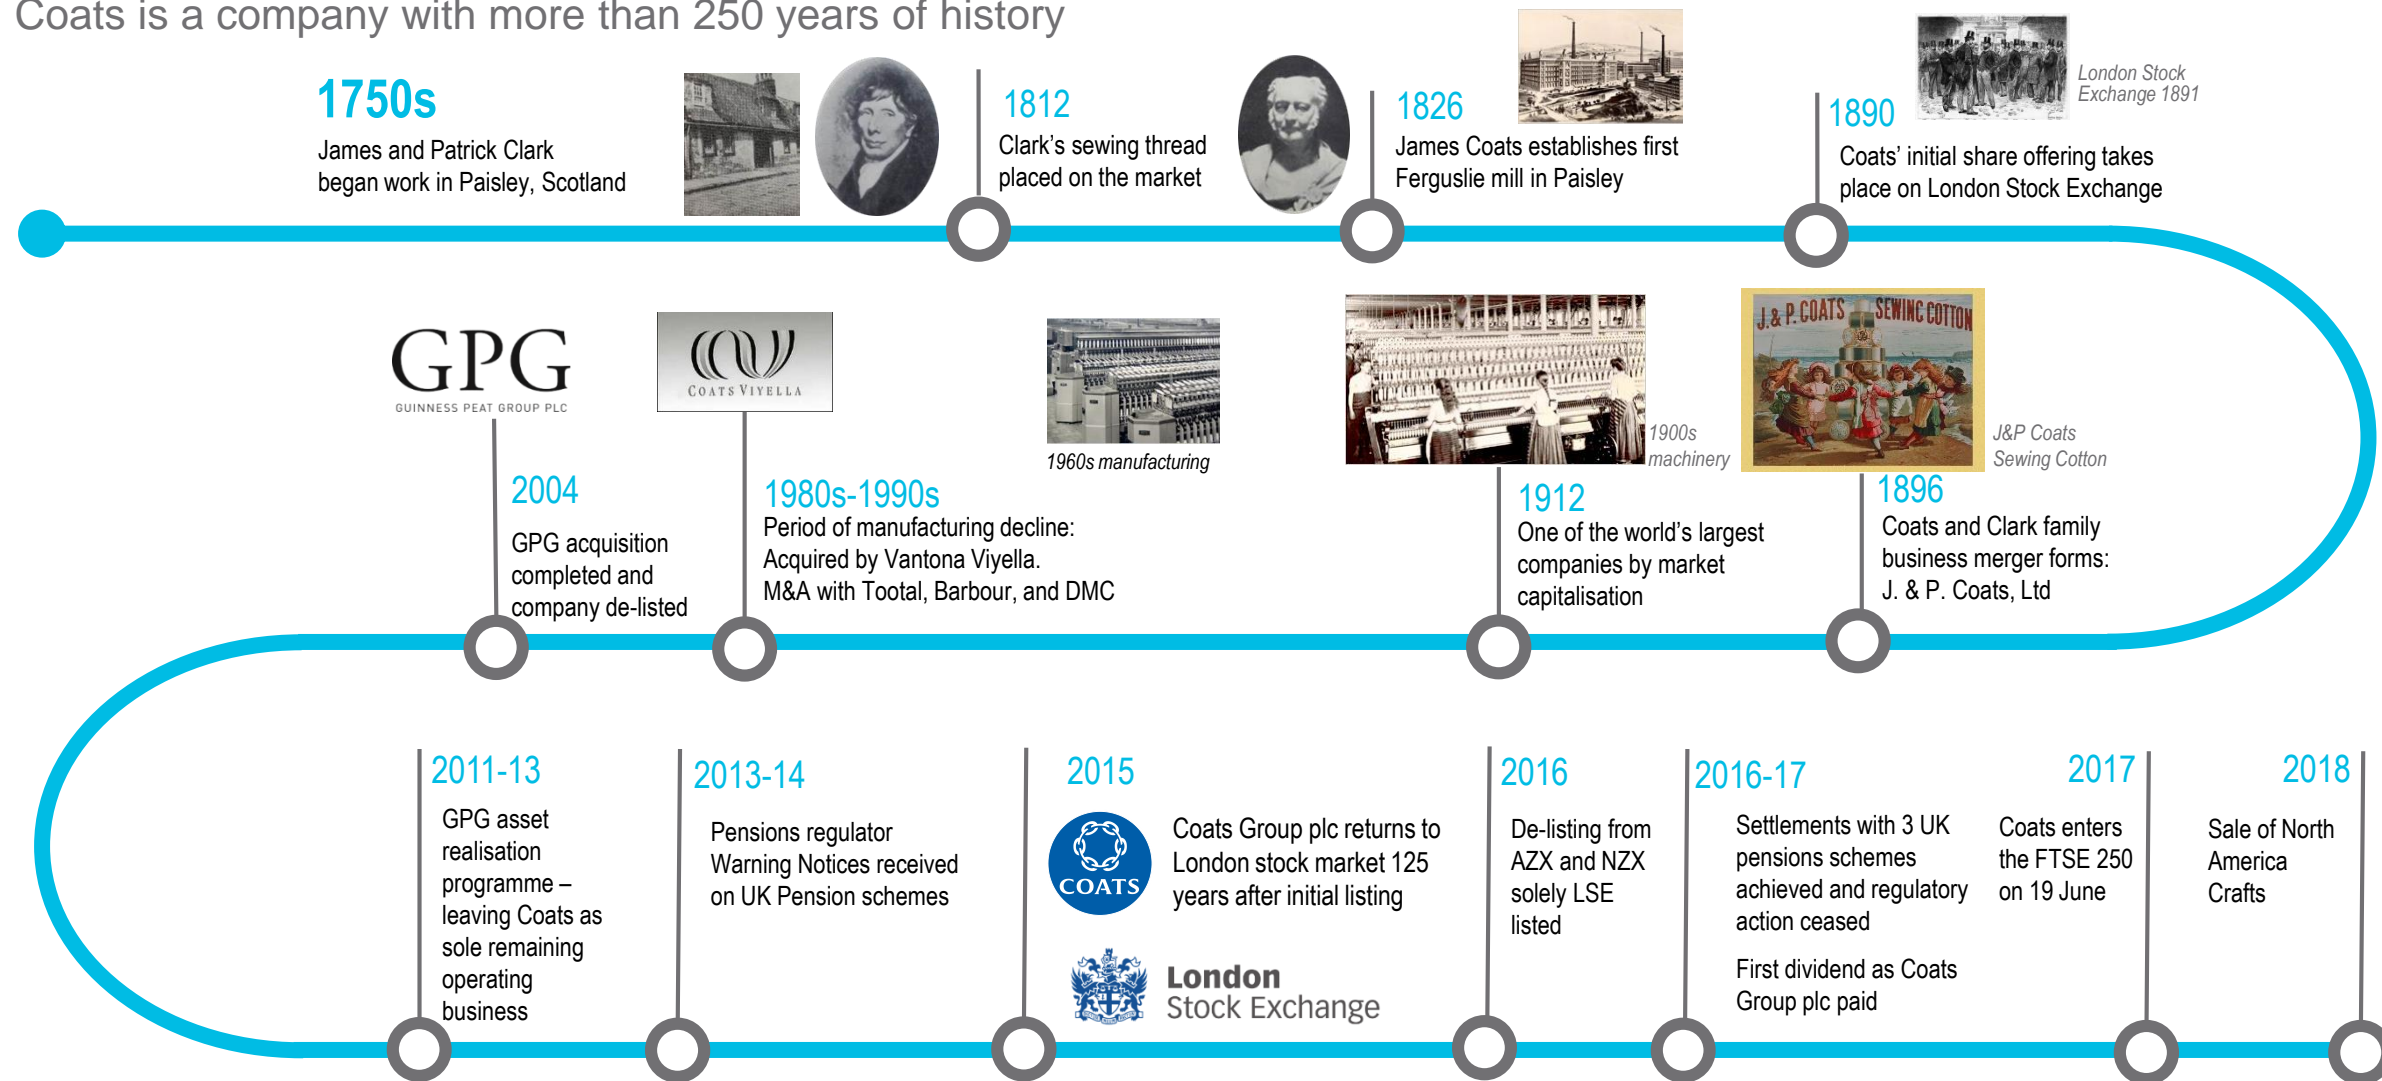 Coats is a company with more than 250 years of history
1750s
James and Patrick Clark
began work in Paisley, Scotland
1812
Clark's sewing thread
placed on the market
1826
James Coats establishes first
Ferguslie mill in Paisley
1890
Coats' initial share offering takes
place on London Stock Exchange
London Stock
Exchange 1891
J. & P. COATS SEWING COTTON
J&P Coats
Sewing Cotton
1896
Coats and Clark family
business merger forms:
J. & P. Coats, Ltd
1900s
machinery
1912
One of the world's largest
companies by market
capitalisation
1960s manufacturing
COATS VIYELLA
1980s-1990s
Period of manufacturing decline:
Acquired by Vantona Viyella.
M&A with Tootal, Barbour, and DMC
GPG
GUINNESS PEAT GROUP PLC
2004
GPG acquisition
completed and
company de-listed
2011-13
GPG asset
realisation
programme –
leaving Coats as
sole remaining
operating
business
2013-14
Pensions regulator
Warning Notices received
on UK Pension schemes
2015
COATS
Coats Group plc returns to
London stock market 125
years after initial listing
London
Stock Exchange
2016
De-listing from
AZX and NZX
solely LSE
listed
2016-17
Settlements with 3 UK
pensions schemes
achieved and regulatory
action ceased
First dividend as Coats
Group plc paid
2017
Coats enters
the FTSE 250
on 19 June
2018
Sale of North
America
Crafts